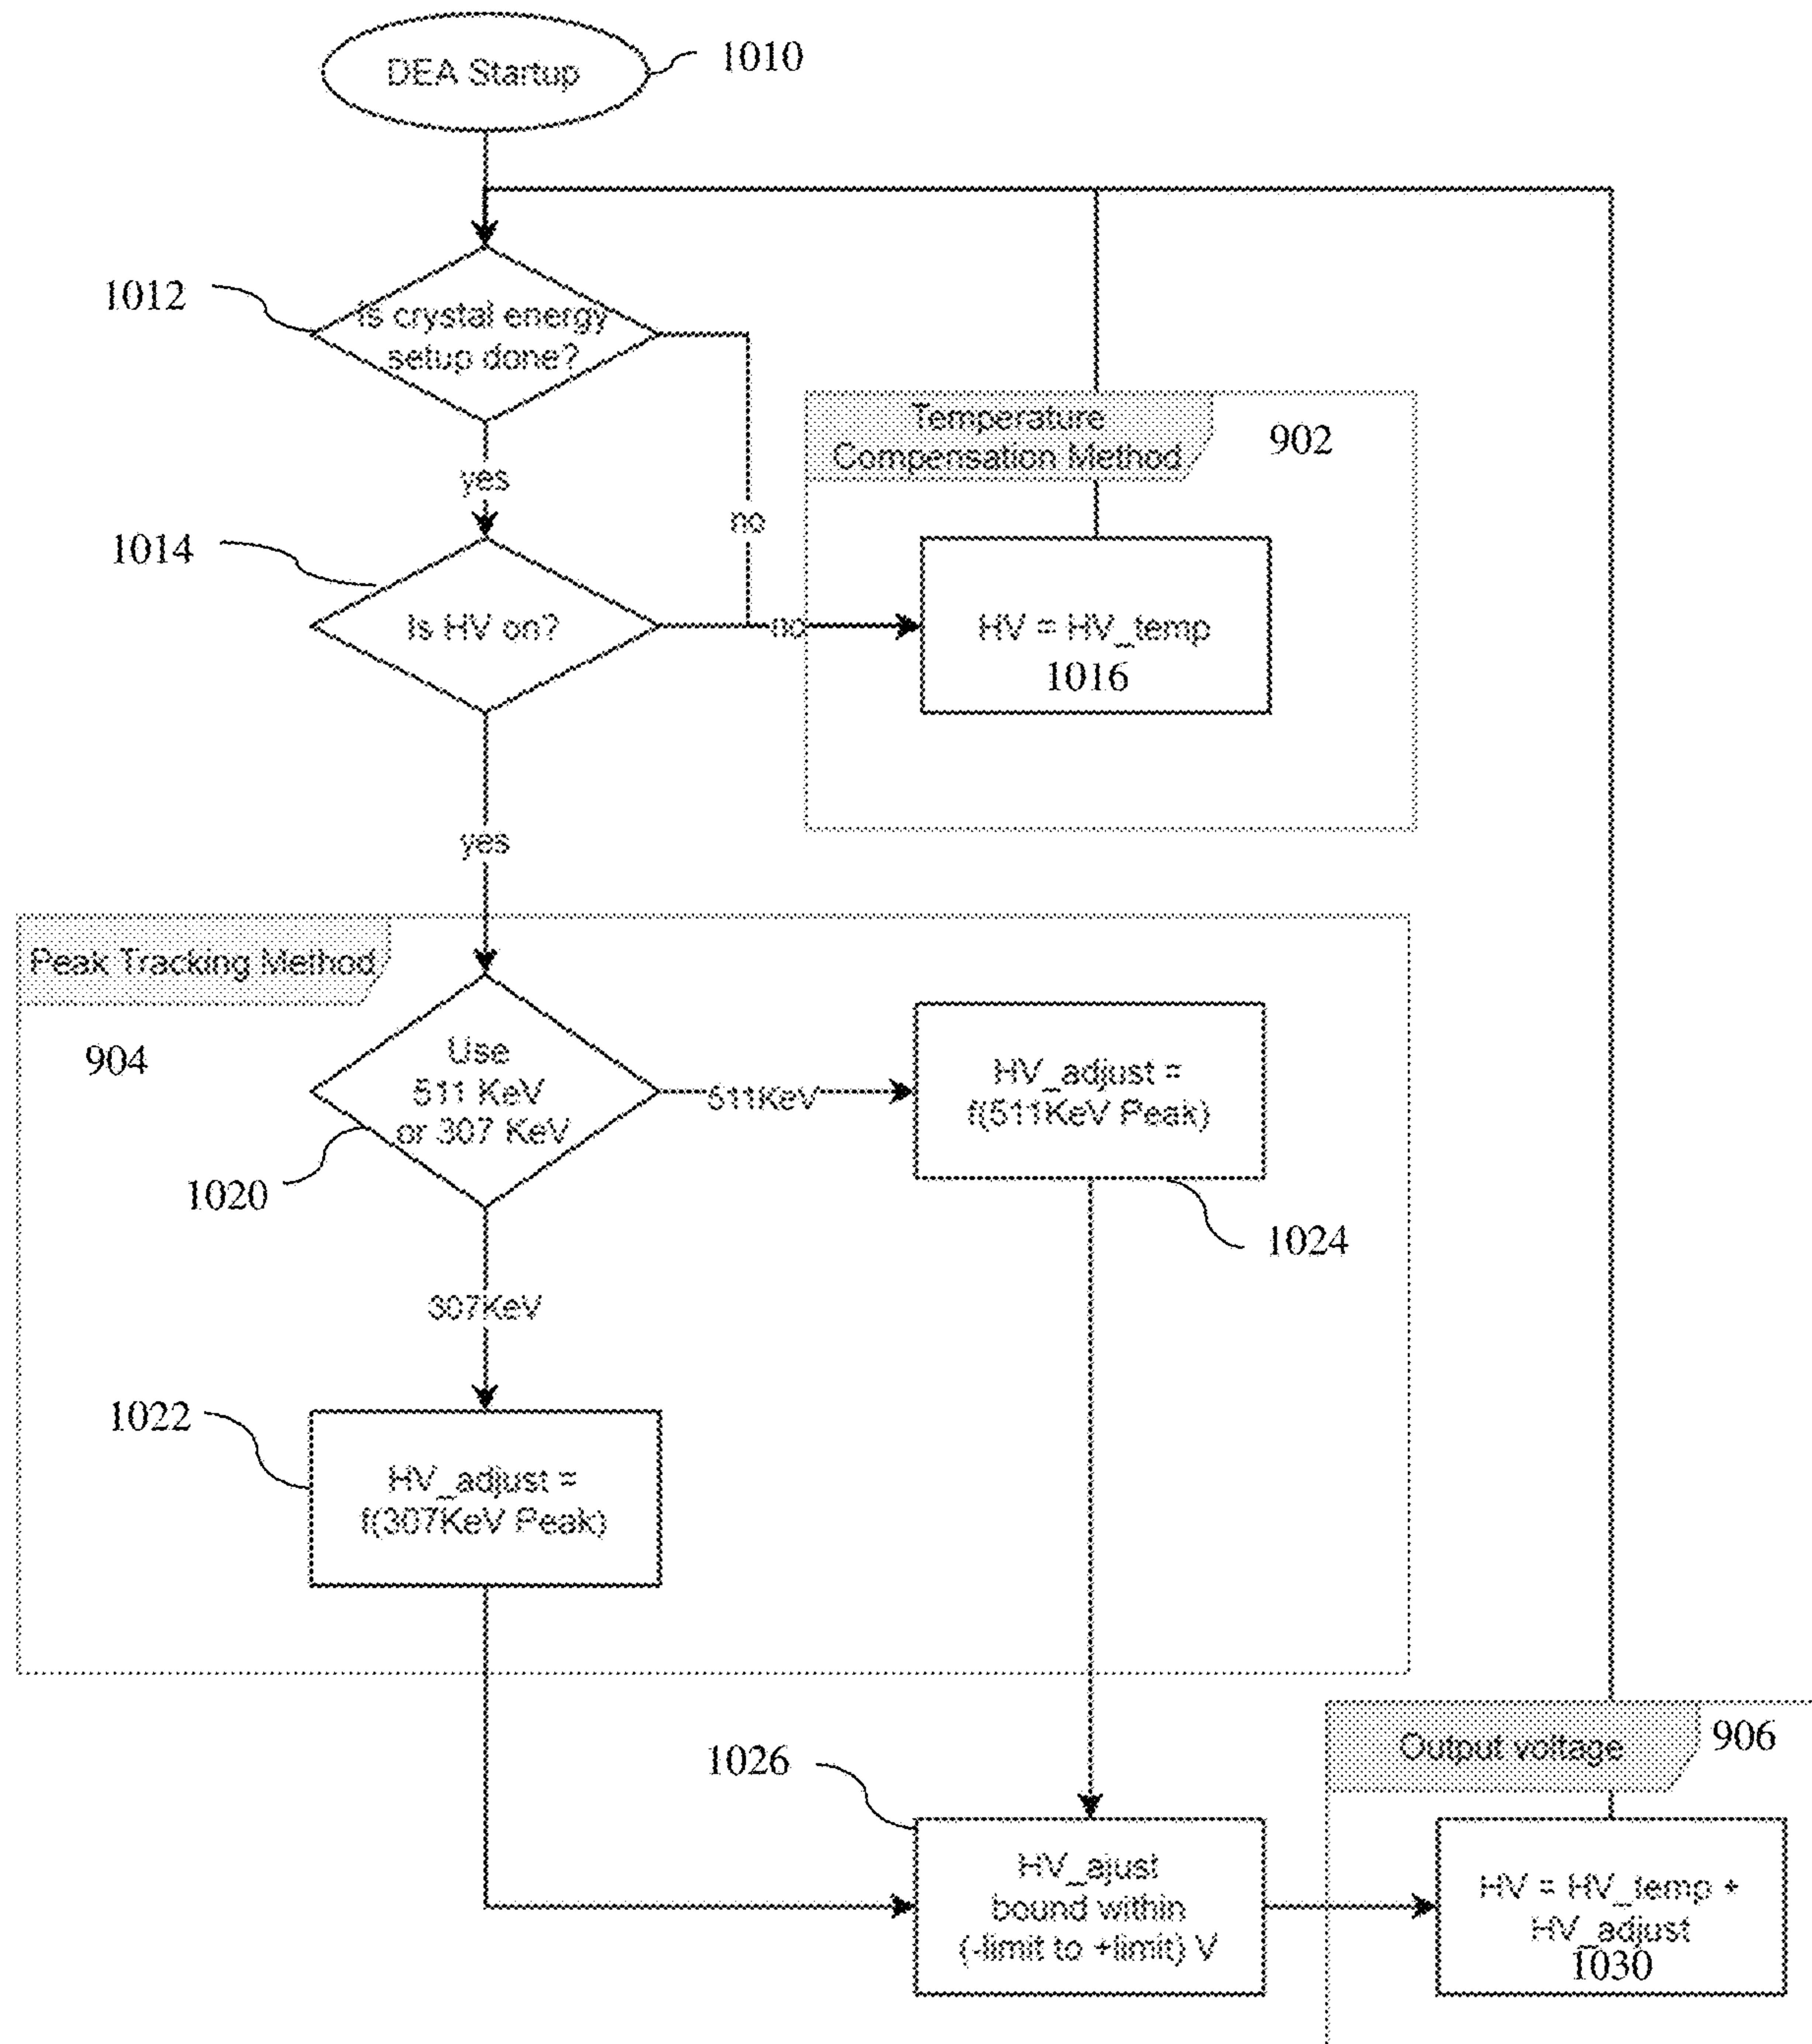 DEA Startup
1010
1012
Is crystal energy
setup done?
Temperature
Compensation Method
902
yes
no
1014
Is HV on?
no
HV = HV_temp
1016
yes
Peak Tracking Method
904
Use
511 KeV
or 307 KeV
1020
511KeV
HV_adjust =
f(511KeV Peak)
1024
307KeV
1022
HV_adjust =
f(307KeV Peak)
Output voltage
906
1026
HV_ajust
bound within
(-limit to +limit) V
HV = HV_temp +
HV_adjust
1030